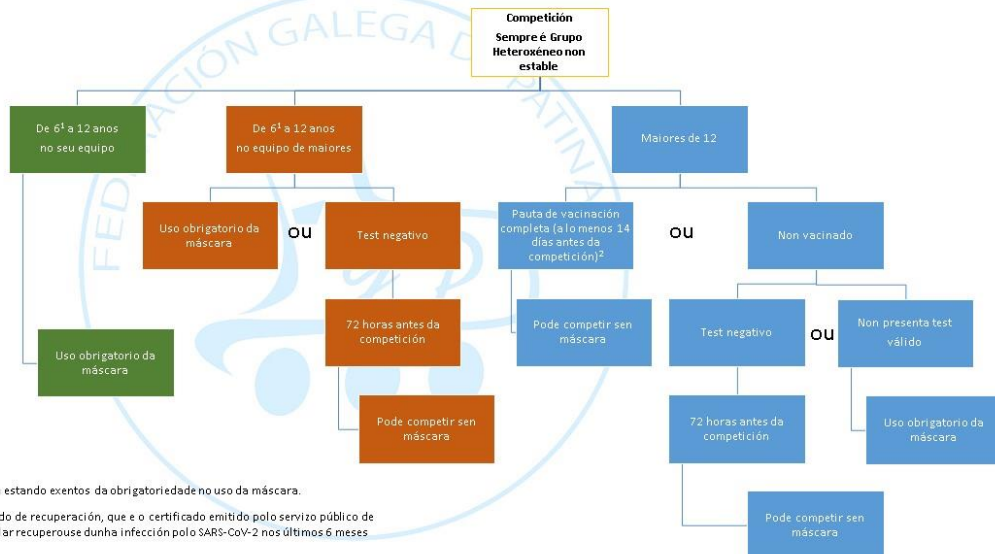 Competición
Sempre é Grupo
Heteroxéneo non
estable
FEDERACIÓN GALEGA DE PATINA
De 6¹ a 12 anos
no seu equipo
De 6¹ a 12 anos
no equipo de maiores
Maiores de 12
Uso obrigatorio da
máscara
ou
Test negativo
Pauta de vacinación
completa (a lo menos 14
días antes da
competición)²
ou
Non vacinado
Uso obrigatorio da
máscara
72 horas antes da
competición
Pode competir sen
máscara
Test negativo
ou
Non presenta test
válido
Pode competir sen
máscara
72 horas antes da
competición
Uso obrigatorio da
máscara
Pode competir sen
máscara
estando exentos da obrigatoriedade no uso da máscara.
do de recuperación, que e o certificado emitido polo servizo público de
lar recuperouse dunha infección polo SARS-CoV-2 nos últimos 6 meses